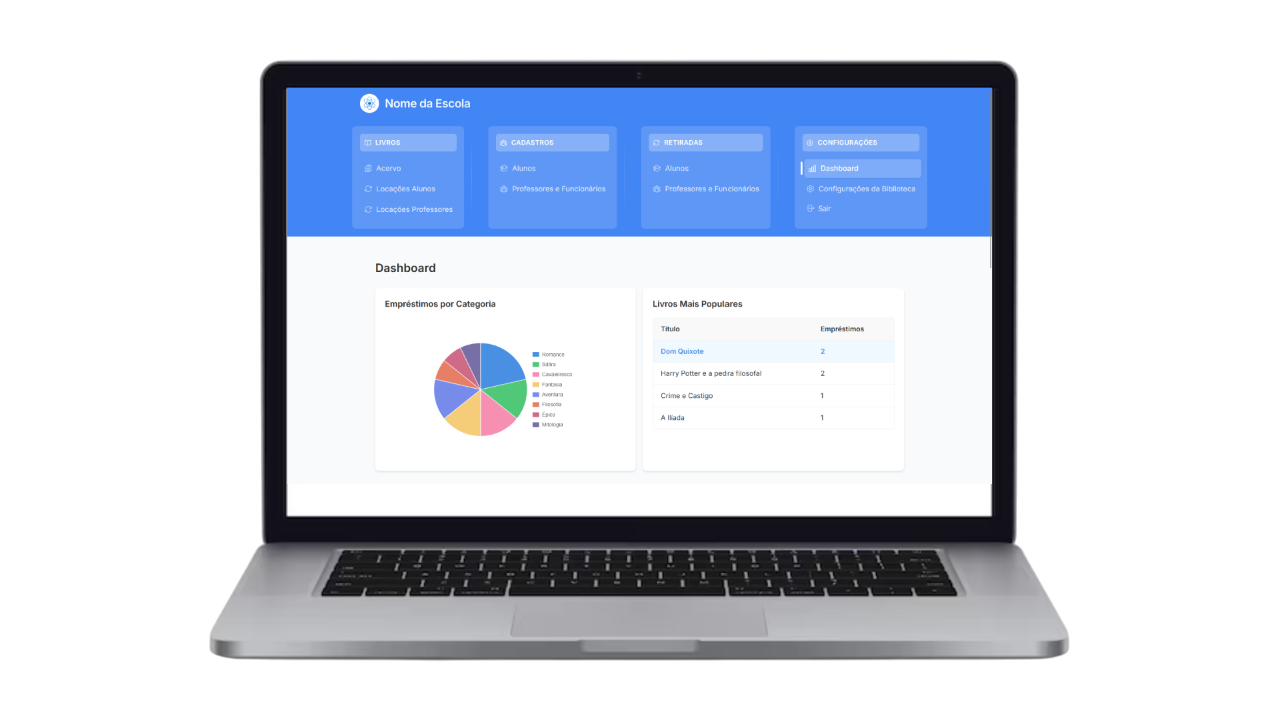 Nome da Escola
LIVROS
Acervo
Locações Alunos
Locações Professores
CADASTROS
Alunos
Professores e Funcionários
RETIRADAS
Alunos
Professores e Funcionários
CONFIGURAÇÕES
Dashboard
Configurações da Biblioteca
Sair
Dashboard
Empréstimos por Categoria
Romance
Sátira
Cavaleiresco
Fantasia
Aventura
Filosofia
Épico
Mitologia
Livros Mais Populares
Título Empréstimos
Dom Quixote 2
Harry Potter e a pedra filosofal 2
Crime e Castigo 1
A Ilíada 1